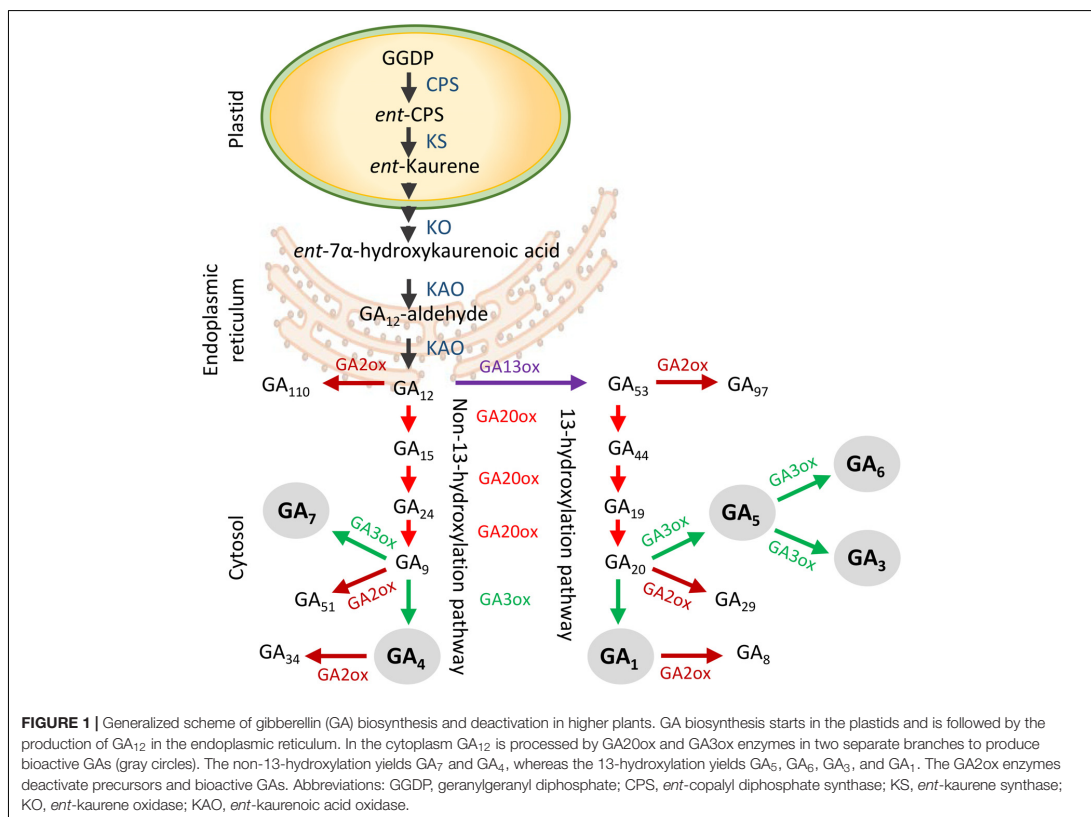 GGDP
CPS
ent-CPS
KS
ent-Kaurene
Plastid
KO
ent-7α-hydroxykaurenoic acid
KAO
GA12-aldehyde
KAO
Endoplasmic
reticulum
GA110 GA2ox GA12 GA13ox GA53 GA2ox GA97
GA20ox
GA15 GA44
GA20ox
GA24 GA19
GA20ox
Non-13-hydroxylation pathway
13-hydroxylation pathway
Cytosol
GA7 GA3ox GA9 GA20 GA3ox GA5 GA3ox GA6
GA3ox GA3
GA51 GA2ox GA2ox GA29
GA3ox
GA34 GA2ox GA4 GA1 GA2ox GA8
FIGURE 1 | Generalized scheme of gibberellin (GA) biosynthesis and deactivation in higher plants. GA biosynthesis starts in the plastids and is followed by the
production of GA12 in the endoplasmic reticulum. In the cytoplasm GA12 is processed by GA20ox and GA3ox enzymes in two separate branches to produce
bioactive GAs (gray circles). The non-13-hydroxylation yields GA7 and GA4, whereas the 13-hydroxylation yields GA5, GA6, GA3, and GA1. The GA2ox enzymes
deactivate precursors and bioactive GAs. Abbreviations: GGDP, geranylgeranyl diphosphate; CPS, ent-copalyl diphosphate synthase; KS, ent-kaurene synthase;
KO, ent-kaurene oxidase; KAO, ent-kaurenoic acid oxidase.